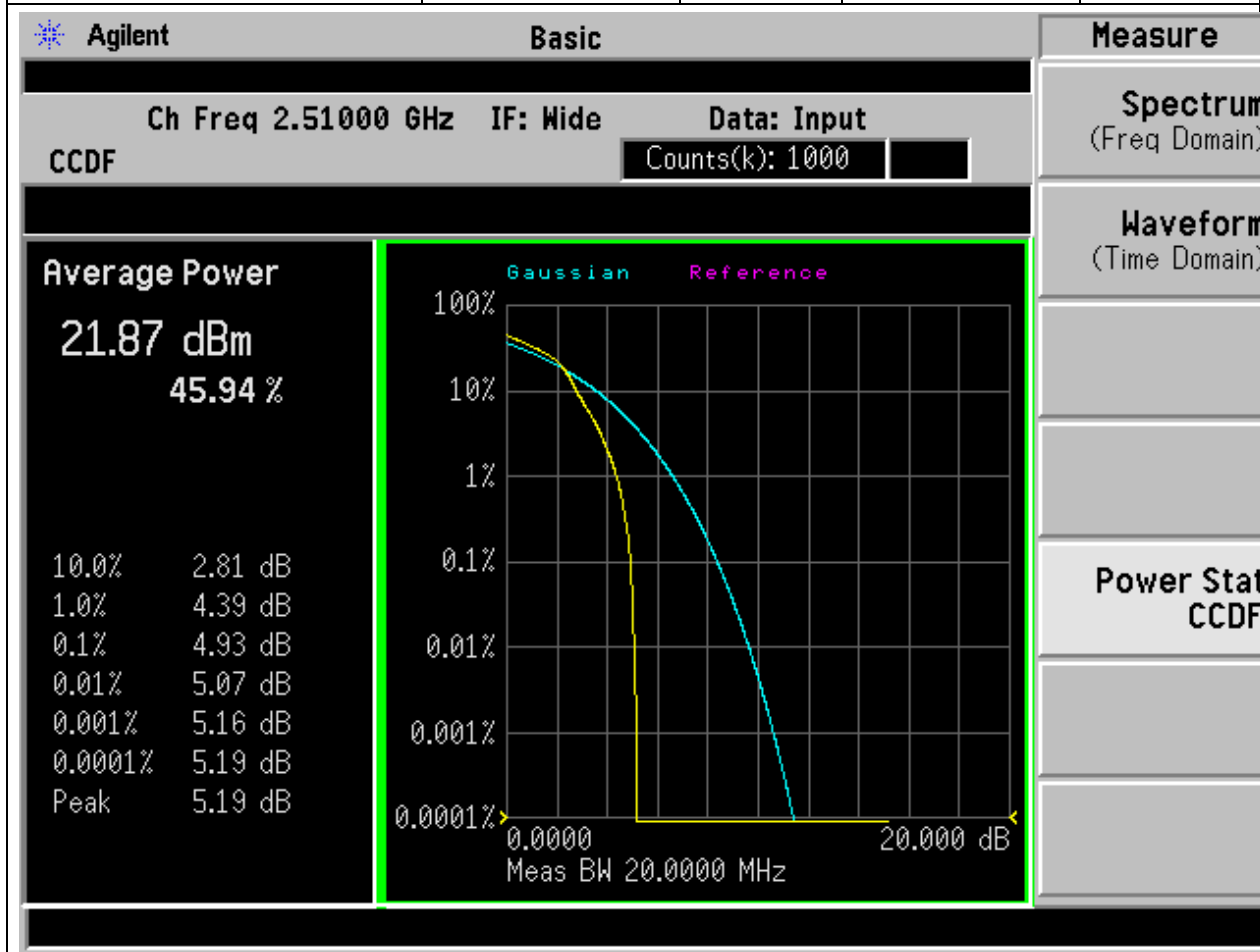 Agilent Basic Measure
Ch Freq 2.51000 GHz IF: Wide Data: Input
CCDF Counts(k): 1000
Average Power
21.87 dBm
45.94 %
10.0% 2.81 dB
1.0% 4.39 dB
0.1% 4.93 dB
0.01% 5.07 dB
0.001% 5.16 dB
0.0001% 5.19 dB
Peak 5.19 dB
Gaussian Reference
100%
10%
1%
0.1%
0.01%
0.001%
0.0001%
0.0000 20.000 dB
Meas BW 20.0000 MHz
Spectrum
(Freq Domain)
Waveform
(Time Domain)
Power Stat
CCDF